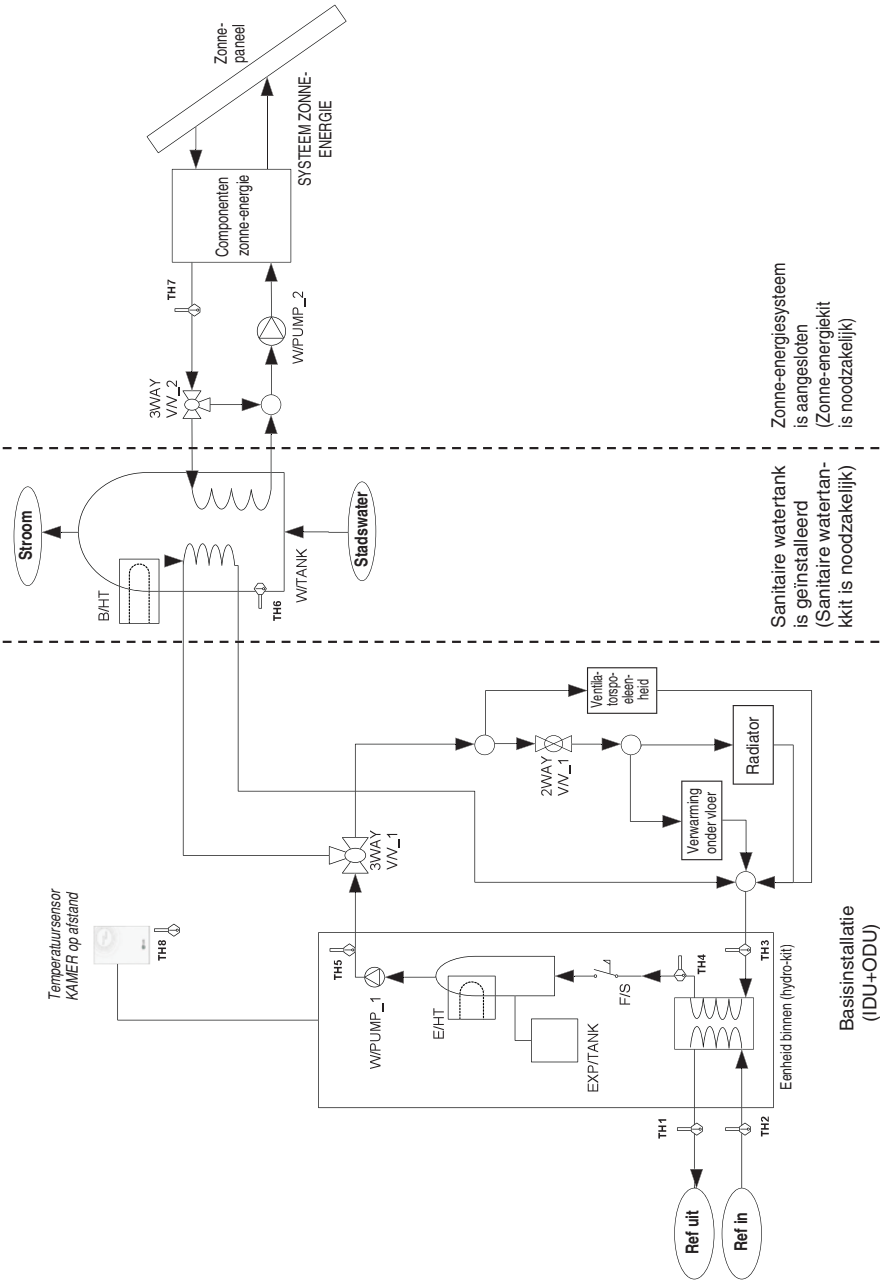 Temperatuursensor
KAMER op afstand
TH8
Ref uit
Ref in
TH1
TH2
Eenheid binnen (hydro-kit)
TH3
TH4
F/S
EXP/TANK
E/HT
W/PUMP_1
TH5
3WAY
V/V_1
2WAY
V/V_1
Ventila-
torspo-
eleen-
heid
Verwarming
onder vloer
Radiator
Basisinstallatie
(IDU+ODU)
Stroom
B/HT
TH6
W/TANK
Stadswater
Sanitaire watertank
is geïnstalleerd
(Sanitaire watertan-
kkit is noodzakelijk)
3WAY
V/V_2
TH7
W/PUMP_2
Componenten
zonne-energie
Zonne-
paneel
SYSTEEM ZONNE-
ENERGIE
Zonne-energiesysteem
is aangesloten
(Zonne-energiekit
is noodzakelijk)